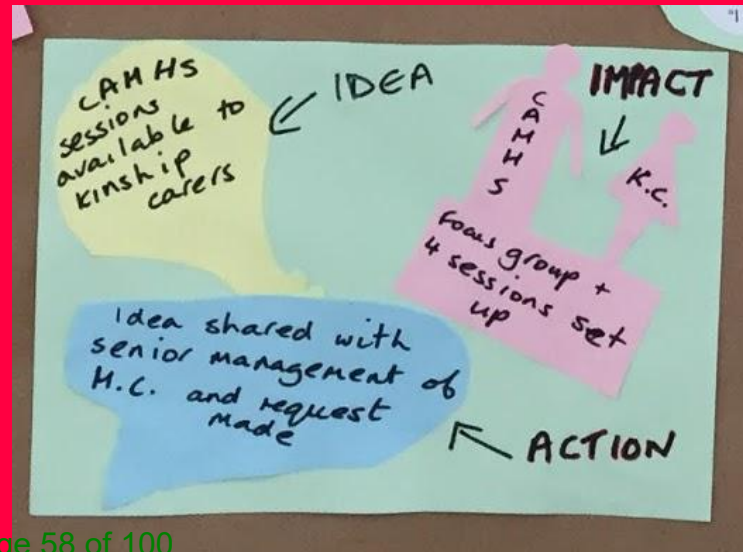 CAMHS
sessions
available to
kinship
carers
IDEA
IMPACT
CAMHS
K.C.
Focus group +
4 sessions set
up
Idea shared with
senior management of
M.C. and request
made
ACTION
ge 58 of 100